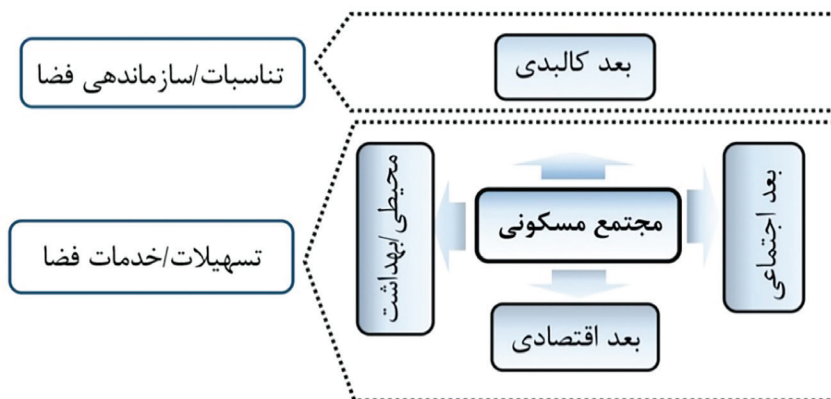 بعد کالبدی
تناسبات/سازماندهی فضا
بعد اجتماعی
مجتمع مسکونی
محیطی/بهداشت
تسهیلات/خدمات فضا
بعد اقتصادی